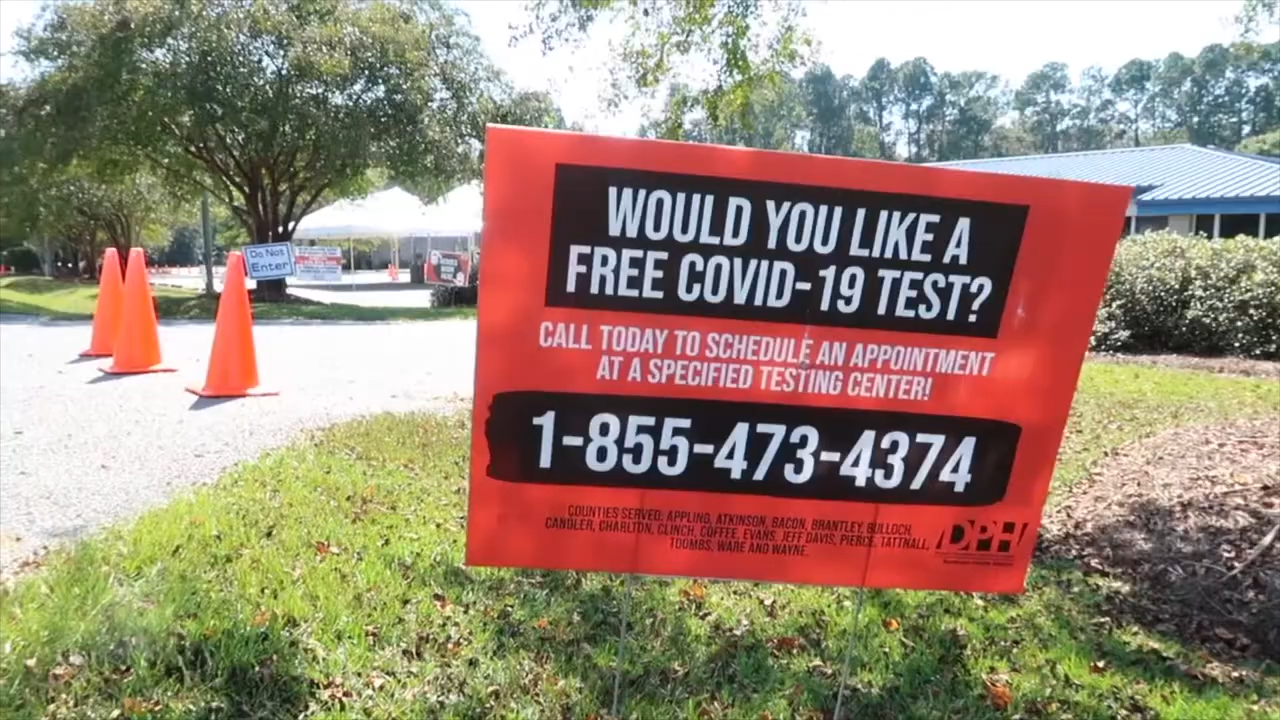 Do Not
Enter
WOULD YOU LIKE A
FREE COVID-19 TEST?
CALL TODAY TO SCHEDULE AN APPOINTMENT
AT A SPECIFIED TESTING CENTER!
1-855-473-4374
COUNTIES SERVED: APPLING, ATKINSON, BACON, BRANTLEY, BULLOCH,
CANDLER, CHARLTON, CLINCH, COFFEE, EVANS, JEFF DAVIS, PIERCE, TATTNALL,
TOOMBS, WARE AND WAYNE.
DPH